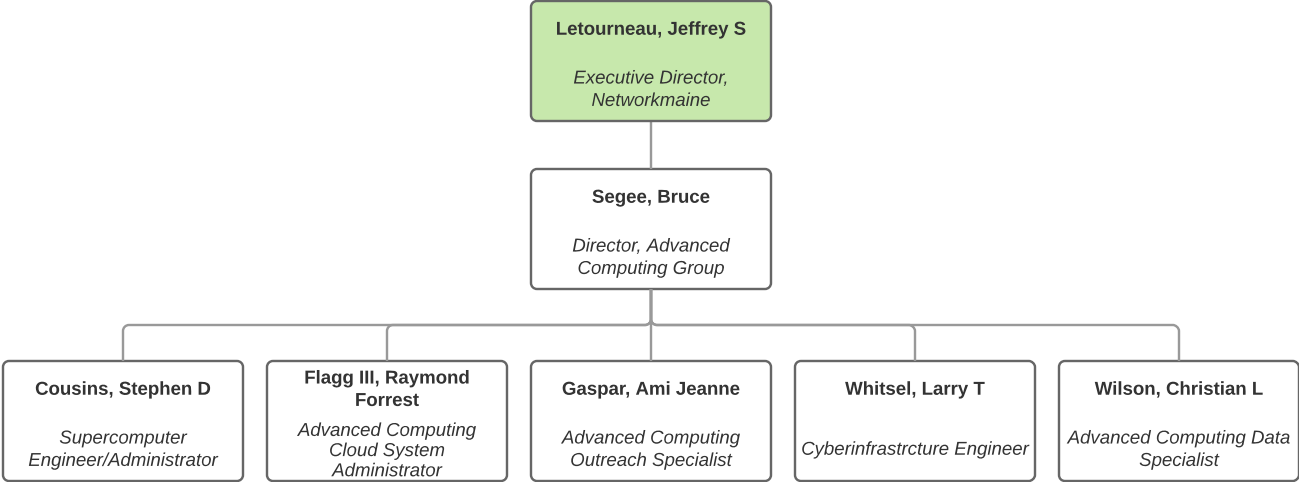 Letourneau, Jeffrey S
Executive Director,
Networkmaine
Segee, Bruce
Director, Advanced
Computing Group
Cousins, Stephen D
Supercomputer
Engineer/Administrator
Flagg III, Raymond
Forrest
Advanced Computing
Cloud System
Administrator
Gaspar, Ami Jeanne
Advanced Computing
Outreach Specialist
Whitsel, Larry T
Cyberinfrastrcture Engineer
Wilson, Christian L
Advanced Computing Data
Specialist